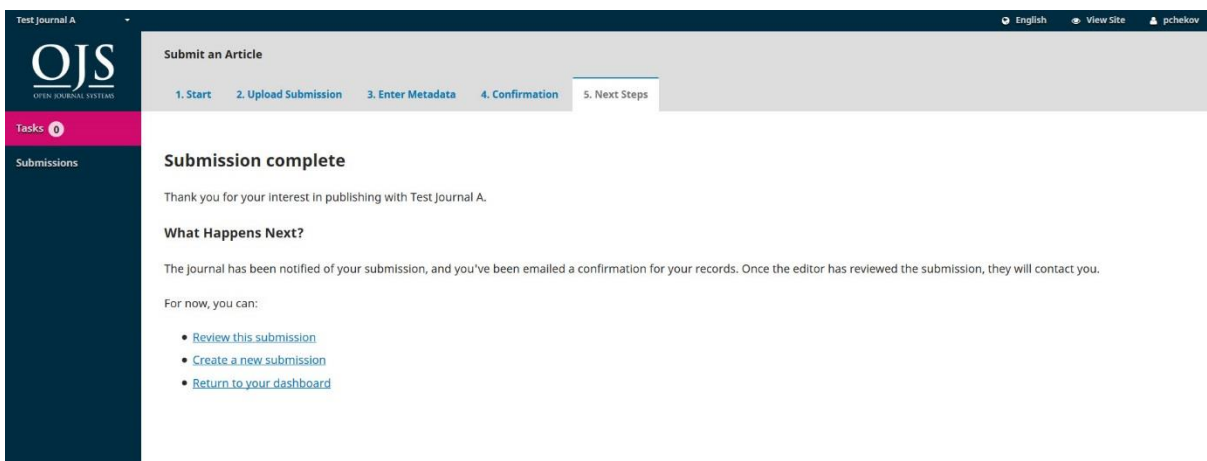 Test Journal A
English
View Site
pchekov
OJS
OPEN JOURNAL SYSTEMS
Submit an Article
1. Start
2. Upload Submission
3. Enter Metadata
4. Confirmation
5. Next Steps
Tasks 0
Submissions
Submission complete
Thank you for your interest in publishing with Test Journal A.
What Happens Next?
The journal has been notified of your submission, and you've been emailed a confirmation for your records. Once the editor has reviewed the submission, they will contact you.
For now, you can:
Review this submission
Create a new submission
Return to your dashboard